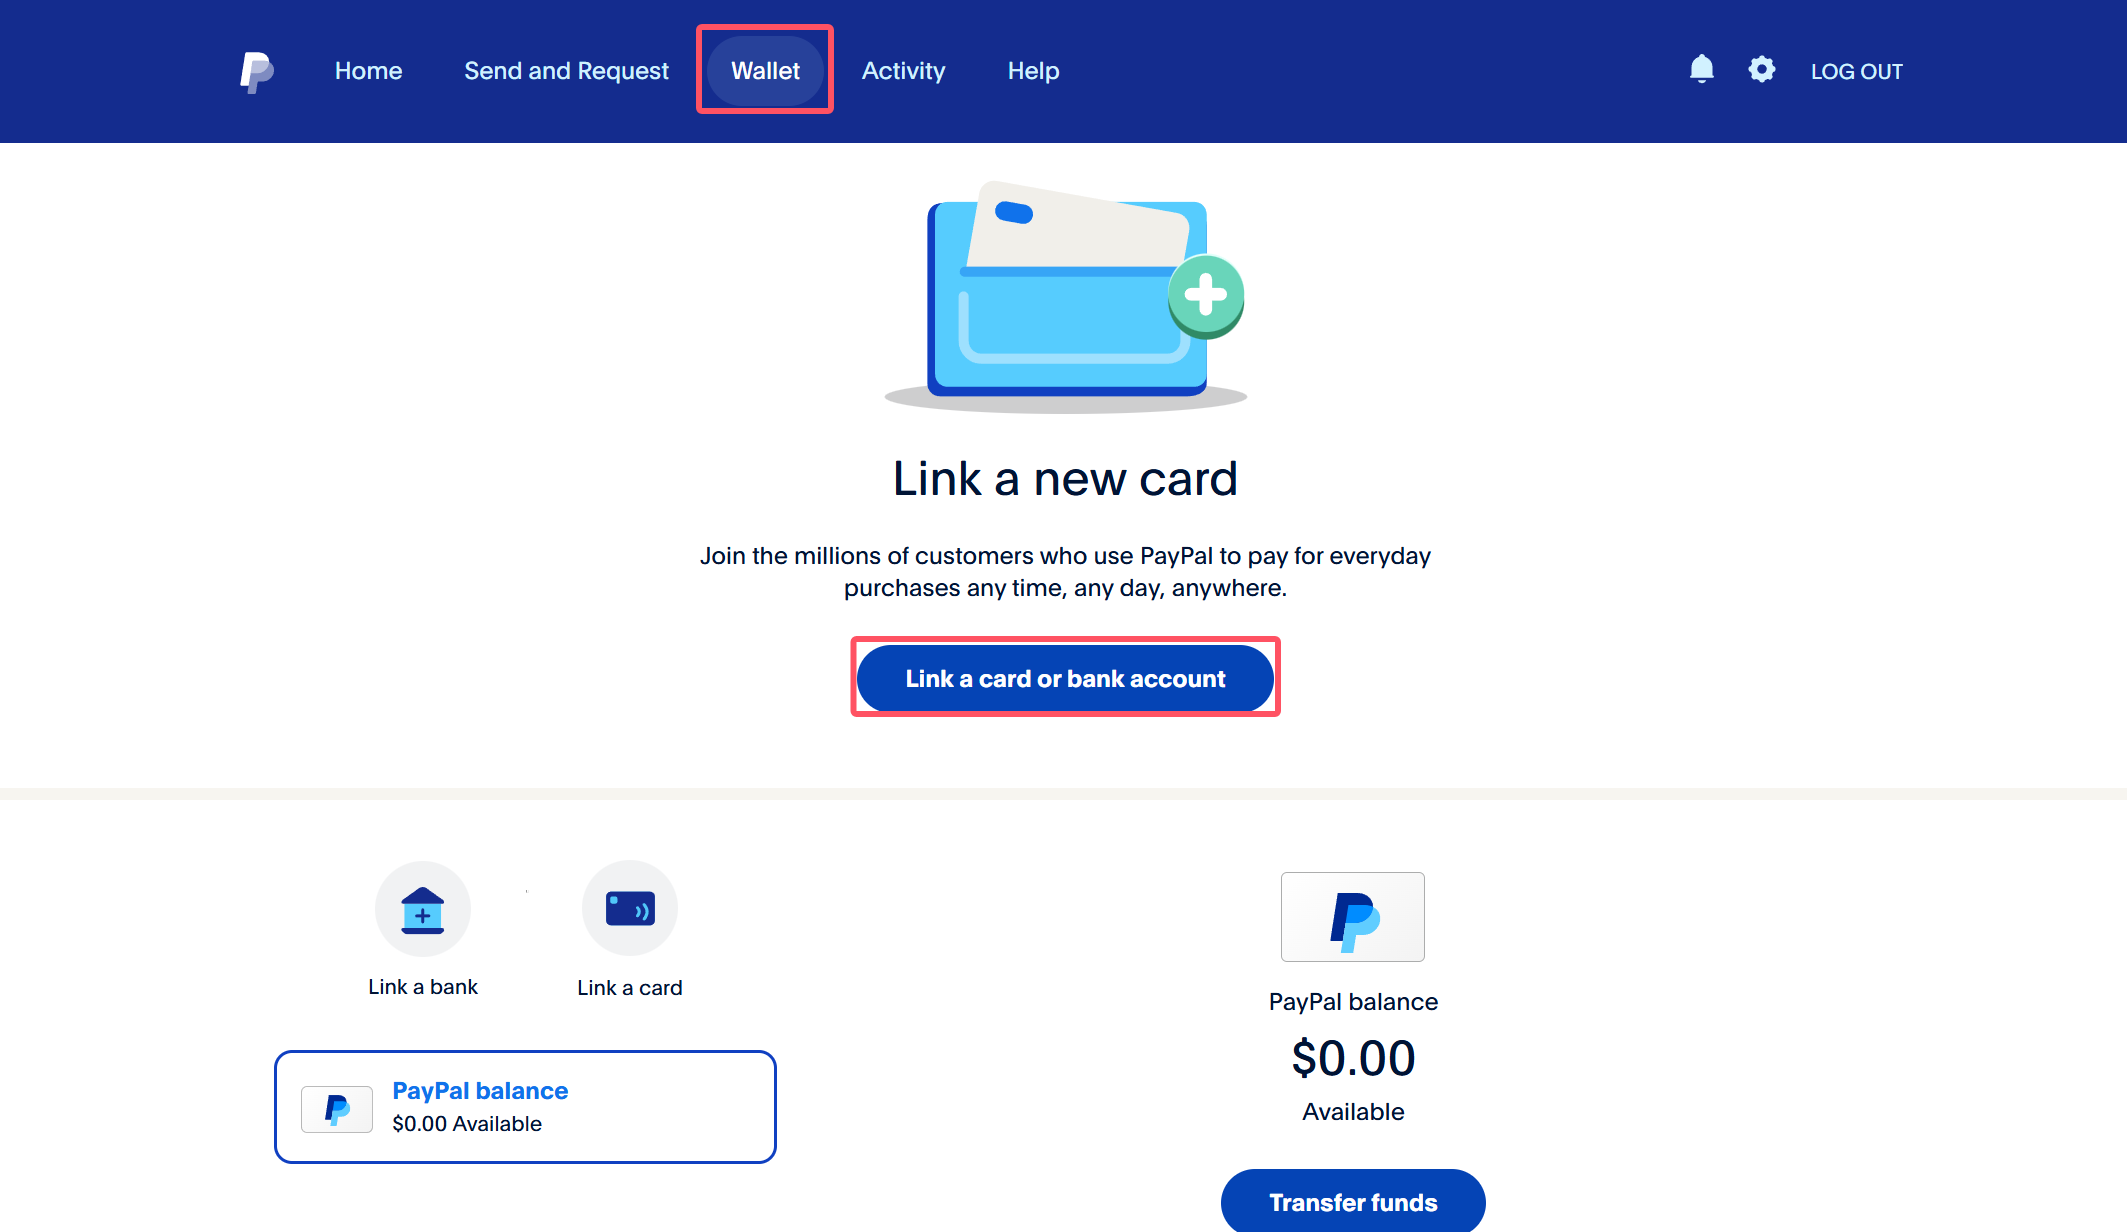 Home
Send and Request
Wallet
Activity
Help
LOG OUT
Link a new card
Join the millions of customers who use PayPal to pay for everyday
purchases any time, any day, anywhere.
Link a card or bank account
Link a bank
Link a card
PayPal balance
$0.00 Available
PayPal balance
$0.00
Available
Transfer funds